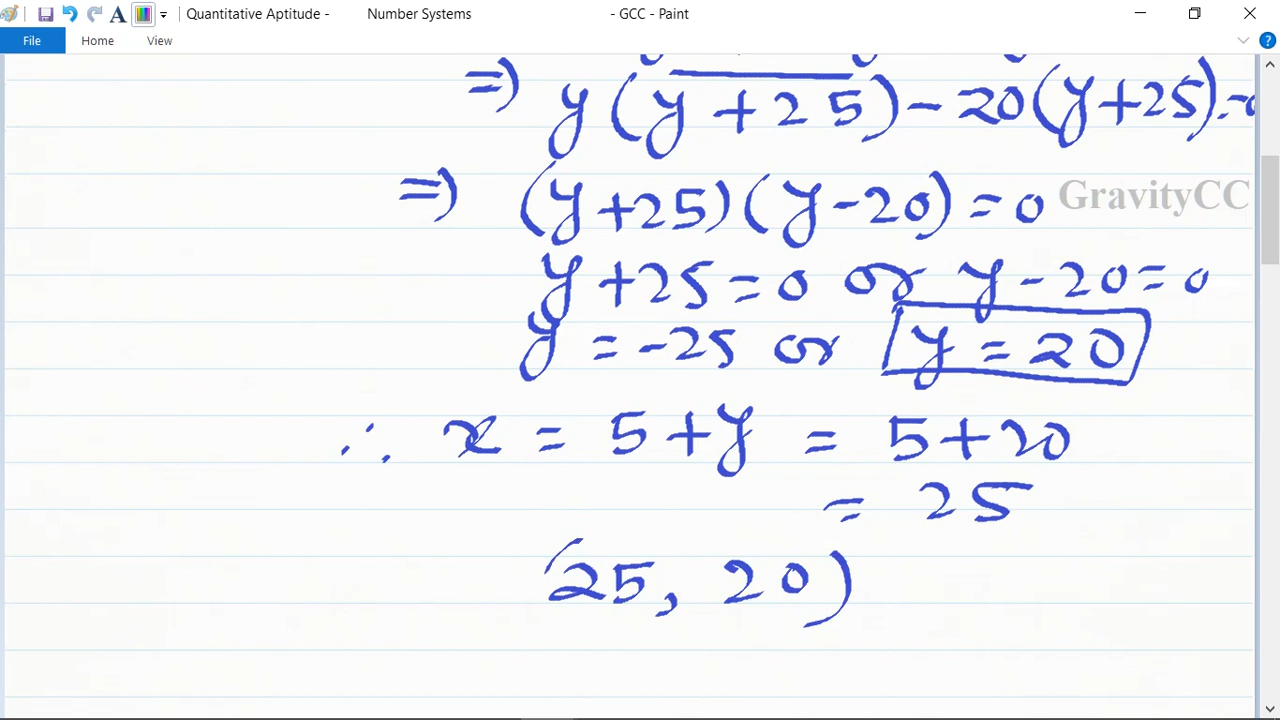 Quantitative Aptitude - Number Systems - GCC - Paint
File Home View
=) y(y+25)-20(y+25)=0
=) (y+25)(y-20)=0
GravityCC
y+25=0 or y-20=0
y=-25 or y=20
∴ x = 5+y = 5+20
= 25
(25, 20)